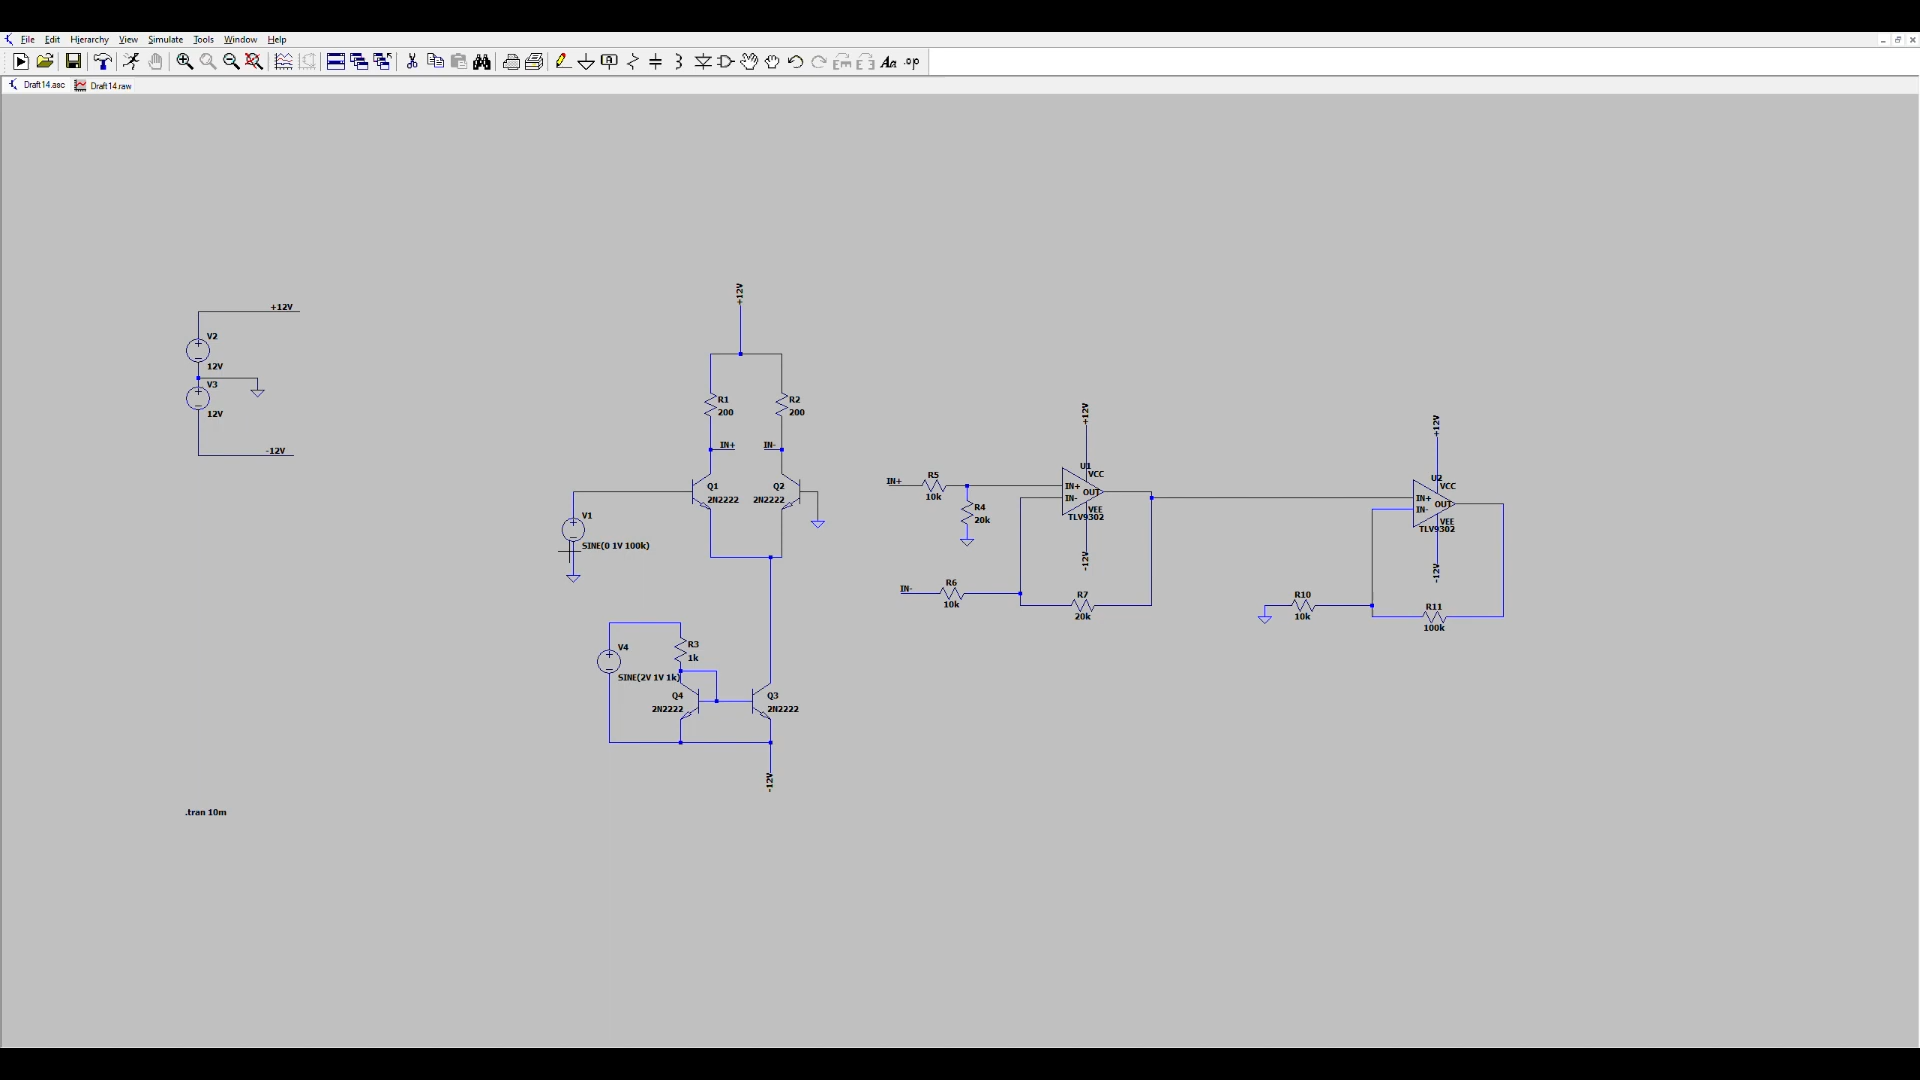 File Edit Hierarchy View Simulate Tools Window Help
Aa .op
Draft14.asc Draft14.raw
+12V
V2
12V
V3
12V
-12V
.tran 10m
+12V
R1
200
R2
200
IN+ IN-
Q1
2N2222
Q2
2N2222
V1
SINE(0 1V 100k)
V4
SINE(2V 1V 1k)
R3
1k
Q4
2N2222
Q3
2N2222
-12V
IN+
R5
10k
R4
20k
IN-
R6
10k
+12V
U1
VCC
IN+
OUT
IN-
VEE
TLV9302
-12V
R7
20k
+12V
U2
VCC
IN+
OUT
IN-
VEE
TLV9302
-12V
R10
10k
R11
100k